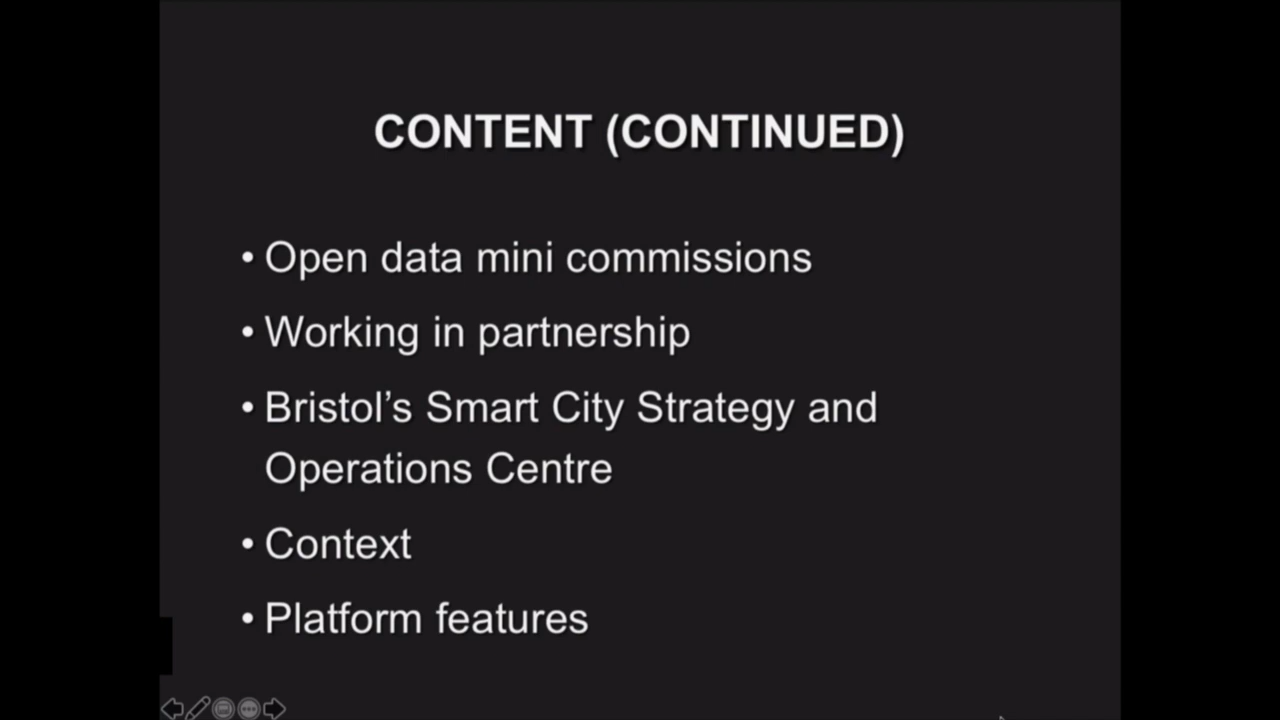 CONTENT (CONTINUED)
• Open data mini commissions
• Working in partnership
• Bristol’s Smart City Strategy and
Operations Centre
• Context
• Platform features